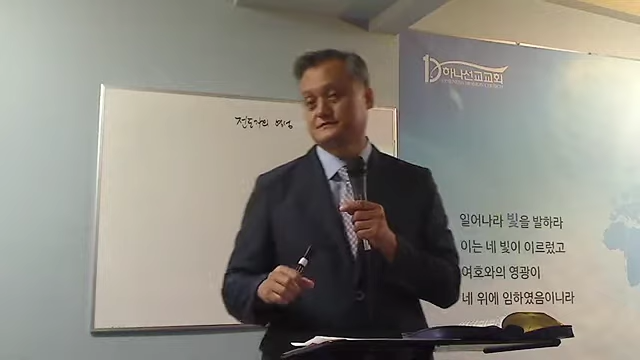 전도자의
하나선교교회
일어나라 빛을 발하라
이는 네 빛이 이르렀고
여호와의 영광이
네 위에 임하였음이니라